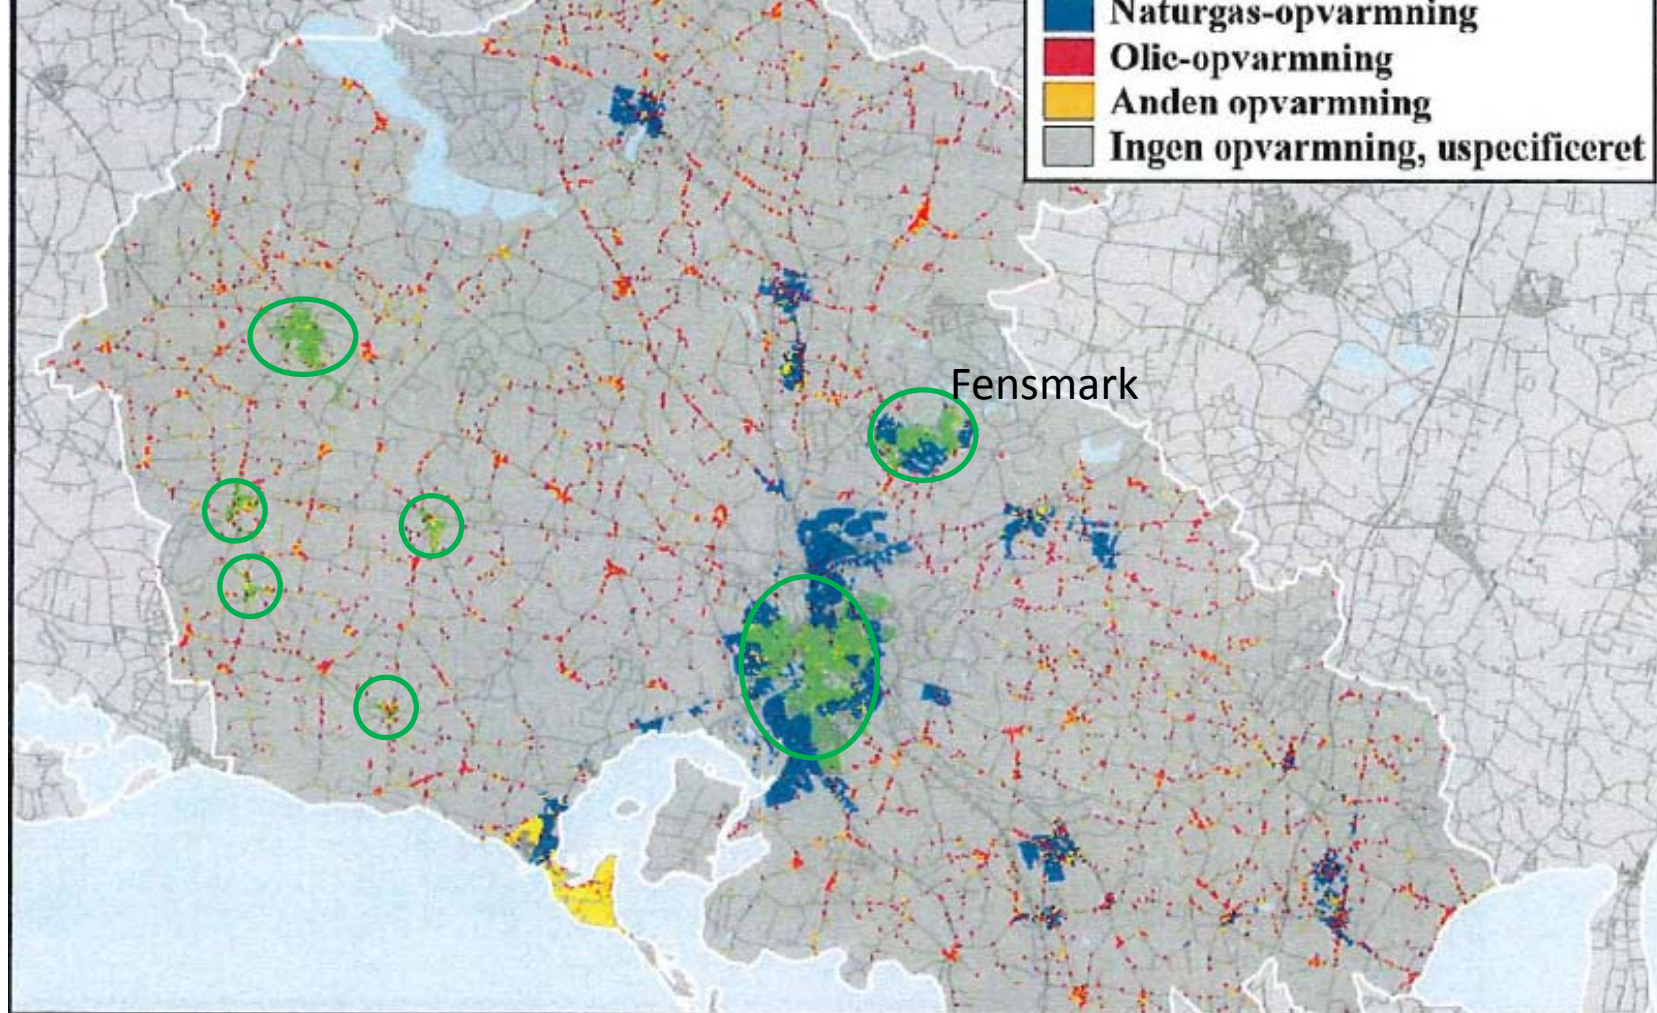 Naturgas-opvarmning
Olie-opvarmning
Anden opvarmning
Ingen opvarmning, uspecificeret
Fensmark